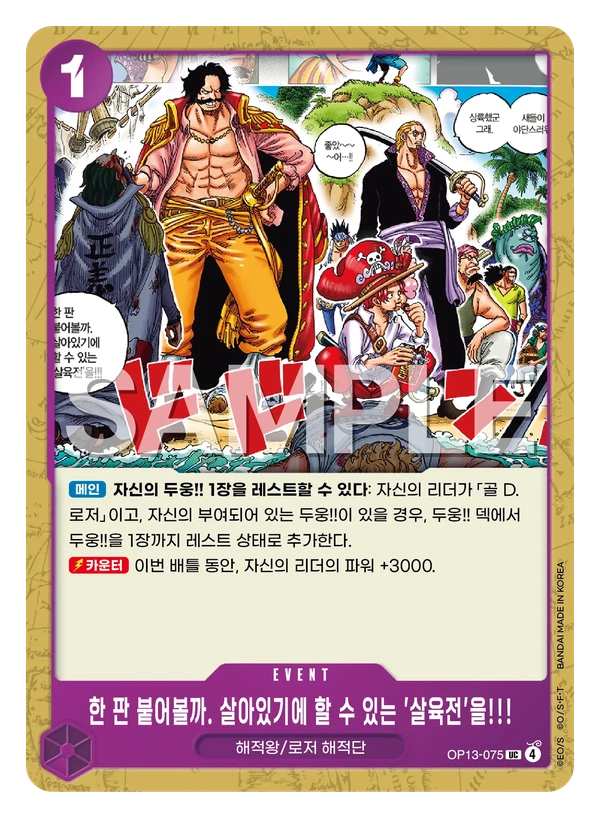 1
좋았~~
~어…!!
상륙했군
그래.
새들이
야단스러워
한 판
붙어볼까.
살아있기에
할 수 있는
'살육전'을!!!
正義
SAMPLE
메인 자신의 두웅!! 1장을 레스트할 수 있다: 자신의 리더가 「골 D.
로저」이고, 자신의 부여되어 있는 두웅!!이 있을 경우, 두웅!! 덱에서
두웅!!을 1장까지 레스트 상태로 추가한다.
카운터 이번 배틀 동안, 자신의 리더의 파워 +3000.
EVENT
한 판 붙어볼까. 살아있기에 할 수 있는 '살육전'을!!!
해적왕/로저 해적단
OP13-075 UC 4
©EO/S ©O/S·F·T BANDAI MADE IN KOREA